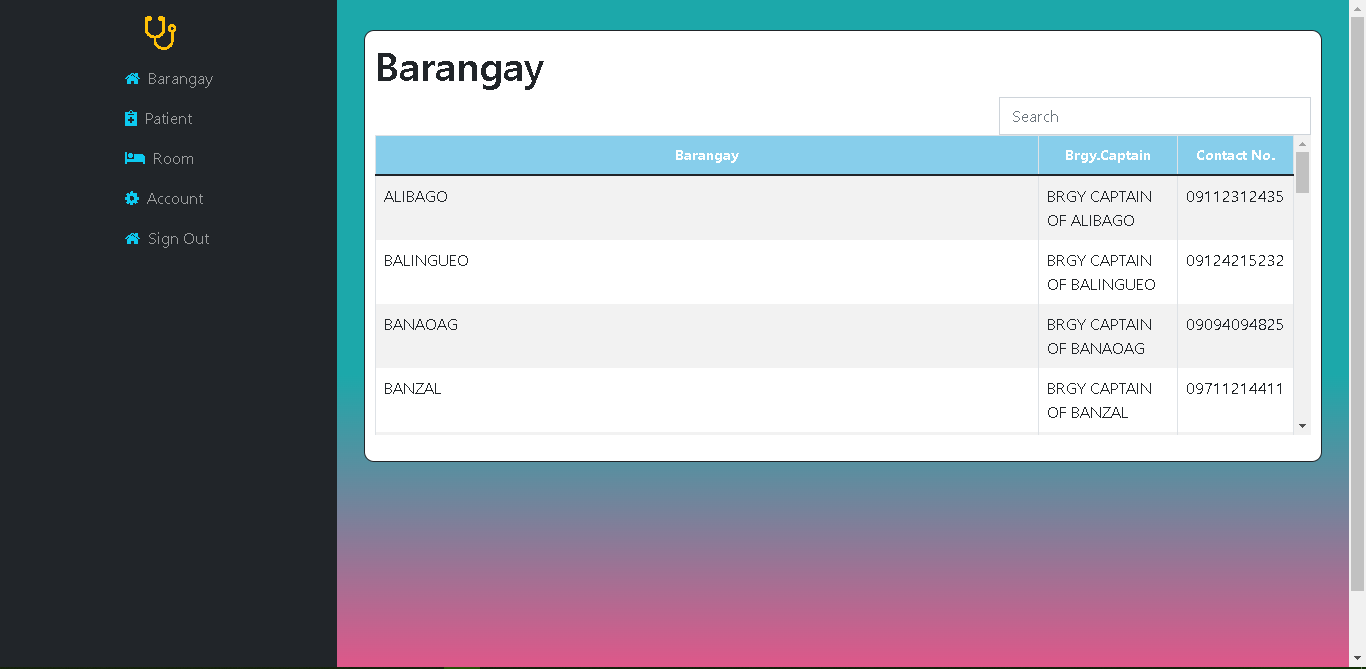 Barangay
Patient
Room
Account
Sign Out
Barangay
Search
Barangay Brgy.Captain Contact No.
ALIBAGO BRGY CAPTAIN 09112312435
OF ALIBAGO
BALINGUEO BRGY CAPTAIN 09124215232
OF BALINGUEO
BANAOAG BRGY CAPTAIN 09094094825
OF BANAOAG
BANZAL BRGY CAPTAIN 09711214411
OF BANZAL